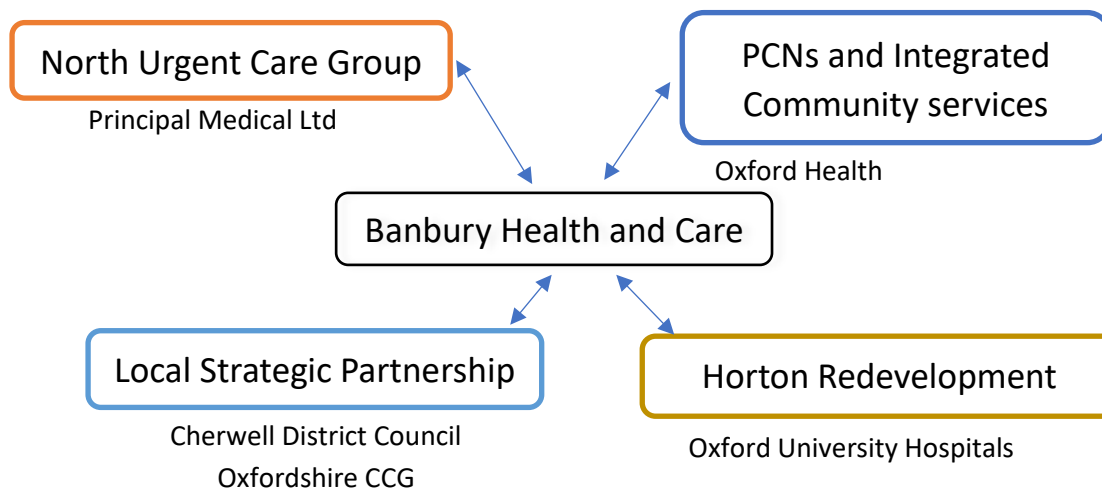 North Urgent Care Group
Principal Medical Ltd
PCNs and Integrated
Community services
Oxford Health
Banbury Health and Care
Local Strategic Partnership
Cherwell District Council
Oxfordshire CCG
Horton Redevelopment
Oxford University Hospitals